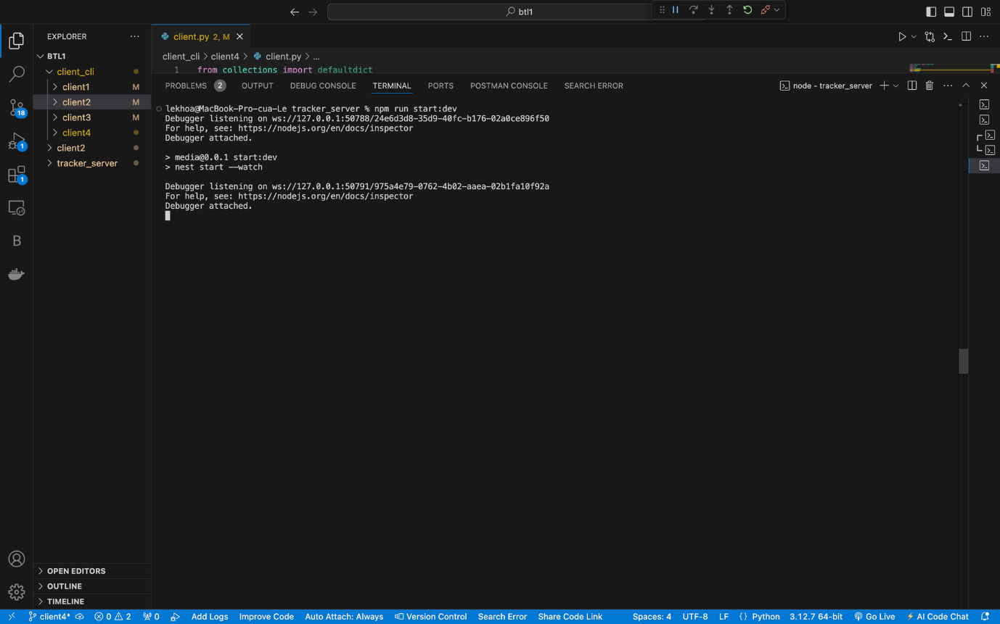 btl1
EXPLORER
client.py 2, M
BTL1
client_cli
client1 M
client2 M
client3 M
client4
client2
tracker_server
client_cli > client4 > client.py > ...
1 from collections import defaultdict
PROBLEMS 2 OUTPUT DEBUG CONSOLE TERMINAL PORTS POSTMAN CONSOLE SEARCH ERROR
node - tracker_server
lekhoa@MacBook-Pro-cua-Le tracker_server % npm run start:dev
Debugger listening on ws://127.0.0.1:50788/24e6d3d8-35d9-40fc-b176-02a0ce896f50
For help, see: https://nodejs.org/en/docs/inspector
Debugger attached.
> media@0.0.1 start:dev
> nest start --watch
Debugger listening on ws://127.0.0.1:50791/975a4e79-0762-4b02-aaea-02b1fa10f92a
For help, see: https://nodejs.org/en/docs/inspector
Debugger attached.
18
1
1
B
OPEN EDITORS
OUTLINE
TIMELINE
client4* 0 2 0 Add Logs Improve Code Auto Attach: Always Version Control Search Error Share Code Link Spaces: 4 UTF-8 LF {} Python 3.12.7 64-bit Go Live AI Code Chat